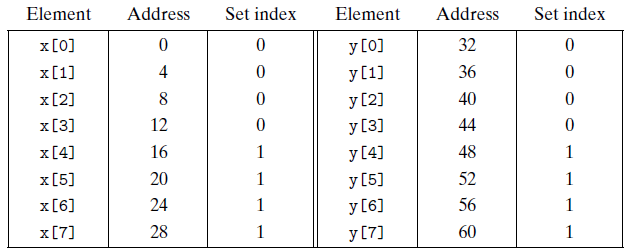 Element Address Set index Element Address Set index
x[0] 0 0 y[0] 32 0
x[1] 4 0 y[1] 36 0
x[2] 8 0 y[2] 40 0
x[3] 12 0 y[3] 44 0
x[4] 16 1 y[4] 48 1
x[5] 20 1 y[5] 52 1
x[6] 24 1 y[6] 56 1
x[7] 28 1 y[7] 60 1